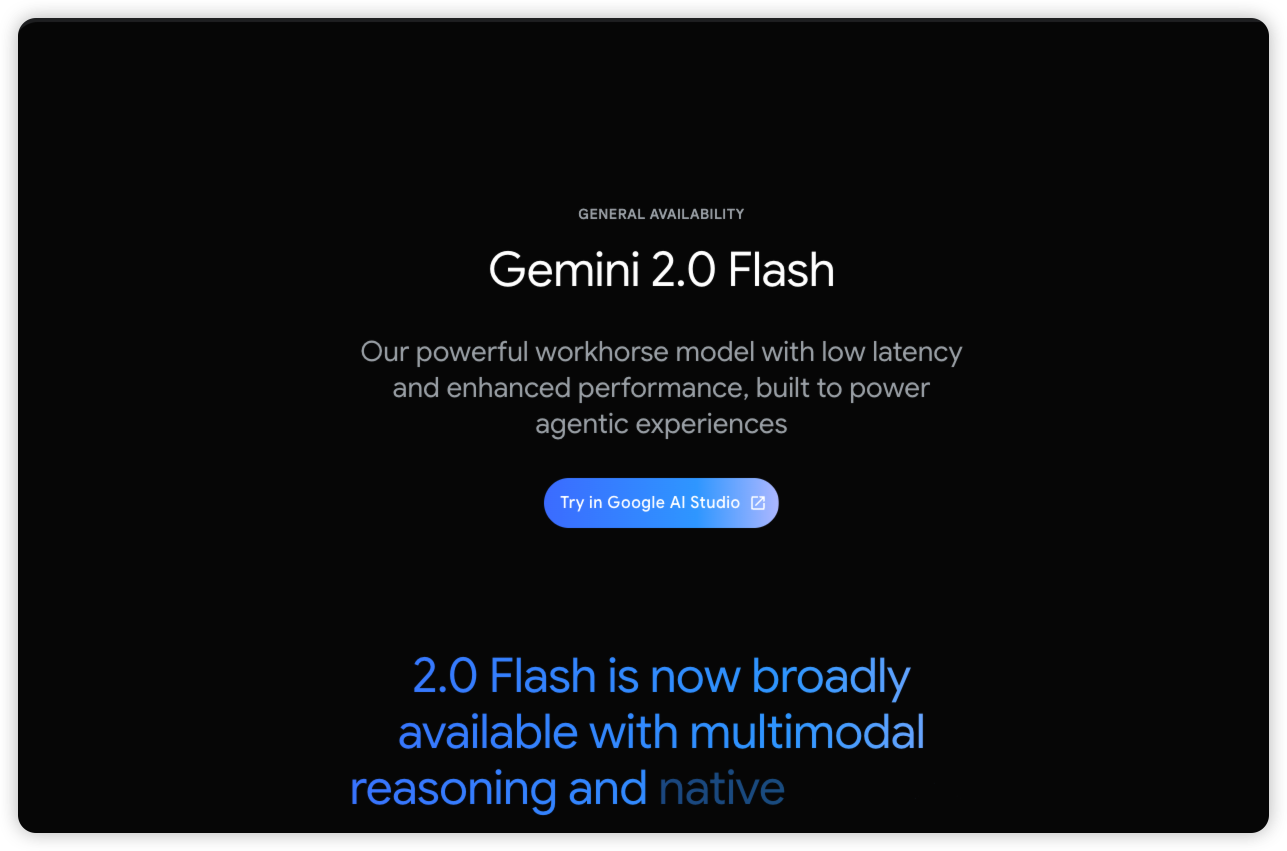 GENERAL AVAILABILITY
Gemini 2.0 Flash
Our powerful workhorse model with low latency
and enhanced performance, built to power
agentic experiences
Try in Google AI Studio
2.0 Flash is now broadly
available with multimodal
reasoning and native